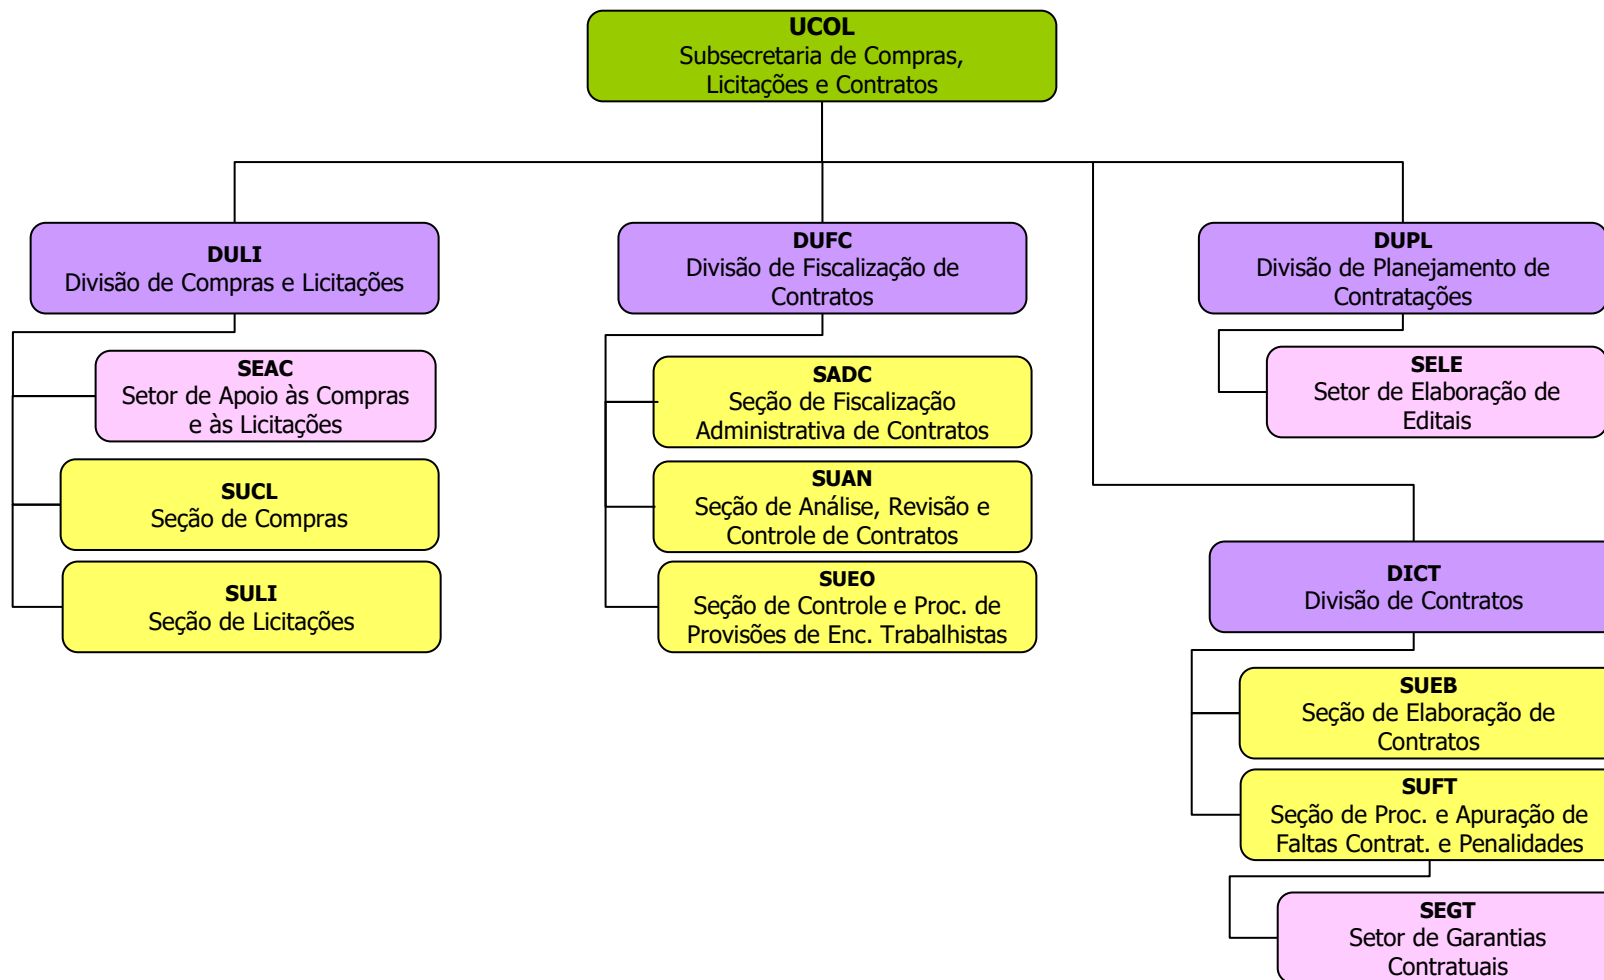 UCOL
Subsecretaria de Compras,
Licitações e Contratos
DULI
Divisão de Compras e Licitações
SEAC
Setor de Apoio às Compras
e às Licitações
SUCL
Seção de Compras
SULI
Seção de Licitações
DUFC
Divisão de Fiscalização de
Contratos
SADC
Seção de Fiscalização
Administrativa de Contratos
SUAN
Seção de Análise, Revisão e
Controle de Contratos
SUEO
Seção de Controle e Proc. de
Provisões de Enc. Trabalhistas
DUPL
Divisão de Planejamento de
Contratações
SELE
Setor de Elaboração de
Editais
DICT
Divisão de Contratos
SUEB
Seção de Elaboração de
Contratos
SUFT
Seção de Proc. e Apuração de
Faltas Contrat. e Penalidades
SEGT
Setor de Garantias
Contratuais